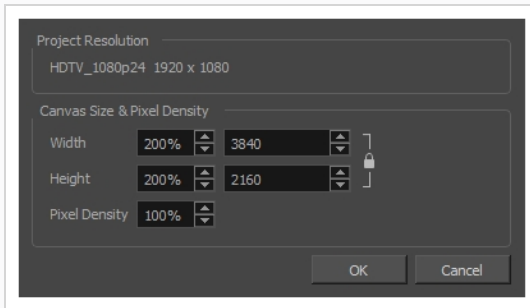 Project Resolution
HDTV_1080p24 1920 x 1080
Canvas Size & Pixel Density
Width 200% 3840
Height 200% 2160
Pixel Density 100%
OK Cancel